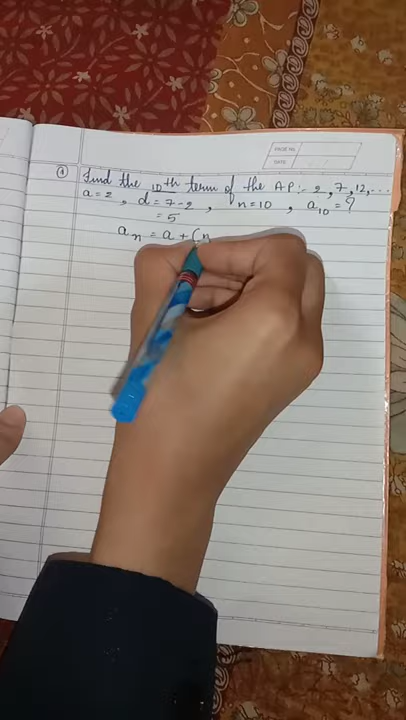 PAGE NO.
DATE
① Find the 10th term of the AP:- 2, 7, 12, ...
a = 2 , d = 7 - 2 , n = 10 , a₁₀ = ?
= 5
aₙ = a + (n